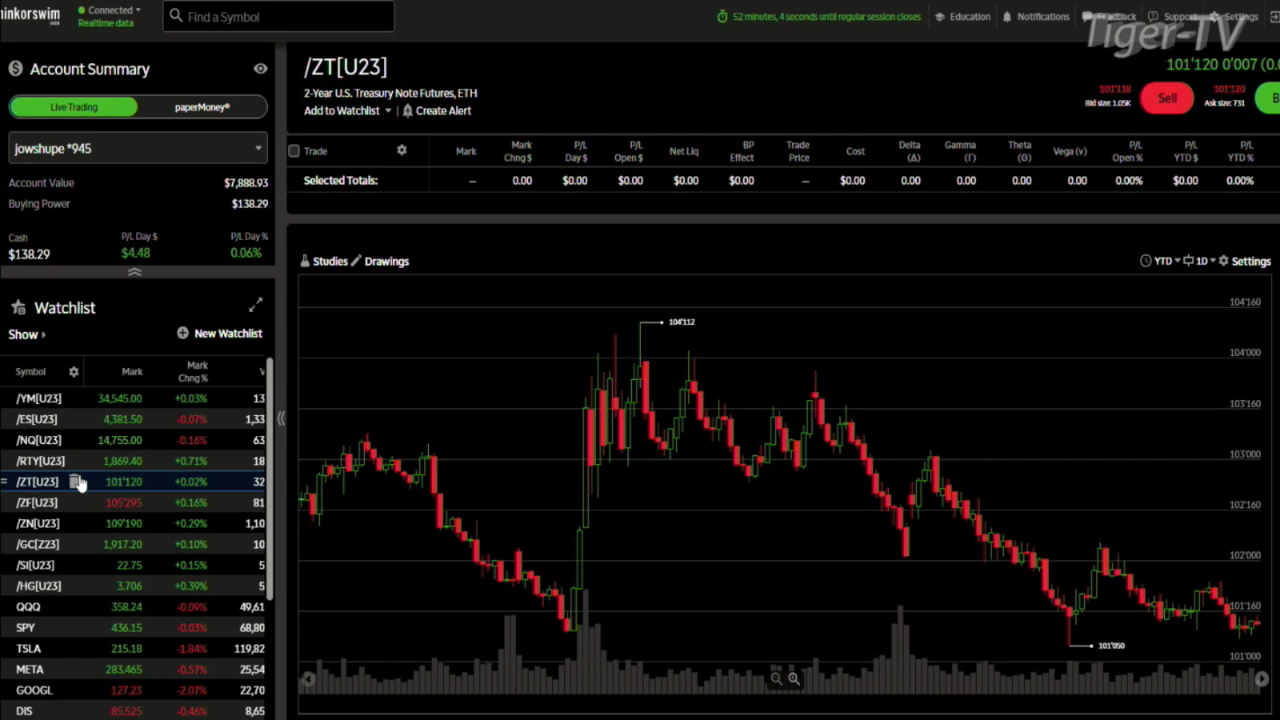 inkorswim
Connected
Realtime data
Find a Symbol
52 minutes, 4 seconds until regular session closes
Education
Notifications
Feedback
Support
Settings
Tiger-TV
Account Summary
Live Trading
paperMoney®
jowshupe *945
Account Value $7,888.93
Buying Power $138.29
Cash P/L Day $ P/L Day %
$138.29 $4.48 0.06%
Watchlist
Show
New Watchlist
Symbol Mark Mark Chng % V
/YM[U23] 34,545.00 +0.03% 13
/ES[U23] 4,381.50 -0.07% 1,33
/NQ[U23] 14,755.00 -0.16% 63
/RTY[U23] 1,869.40 +0.71% 18
/ZT[U23] 101'120 +0.02% 32
/ZF[U23] 105'295 +0.16% 81
/ZN[U23] 109'190 +0.29% 1,10
/GC[Z23] 1,917.20 +0.10% 10
/SI[U23] 22.75 +0.15% 5
/HG[U23] 3.706 +0.39% 5
QQQ 358.24 -0.09% 49,61
SPY 436.15 -0.03% 68,80
TSLA 215.18 -1.84% 119,82
META 283.465 -0.57% 25,54
GOOGL 127.23 -2.07% 22,70
DIS 85.525 -0.46% 8,65
/ZT[U23]
2-Year U.S. Treasury Note Futures, ETH
Add to Watchlist
Create Alert
101'120 0'007 (0.0
101'118
Bid size: 1.05K
Sell
101'120
Ask size: 731
B
Trade Mark Mark Chng $ P/L Day $ P/L Open $ Net Liq BP Effect Trade Price Cost Delta (Δ) Gamma (Γ) Theta (Θ) Vega (v) P/L Open % P/L YTD $ P/L YTD %
Selected Totals: — 0.00 $0.00 $0.00 $0.00 $0.00 — $0.00 0.00 0.00 0.00 0.00 0.00% $0.00 0.00%
Studies
Drawings
YTD
1D
Settings
104'160
104'112
104'000
103'160
103'000
102'160
102'000
101'160
101'050
101'000